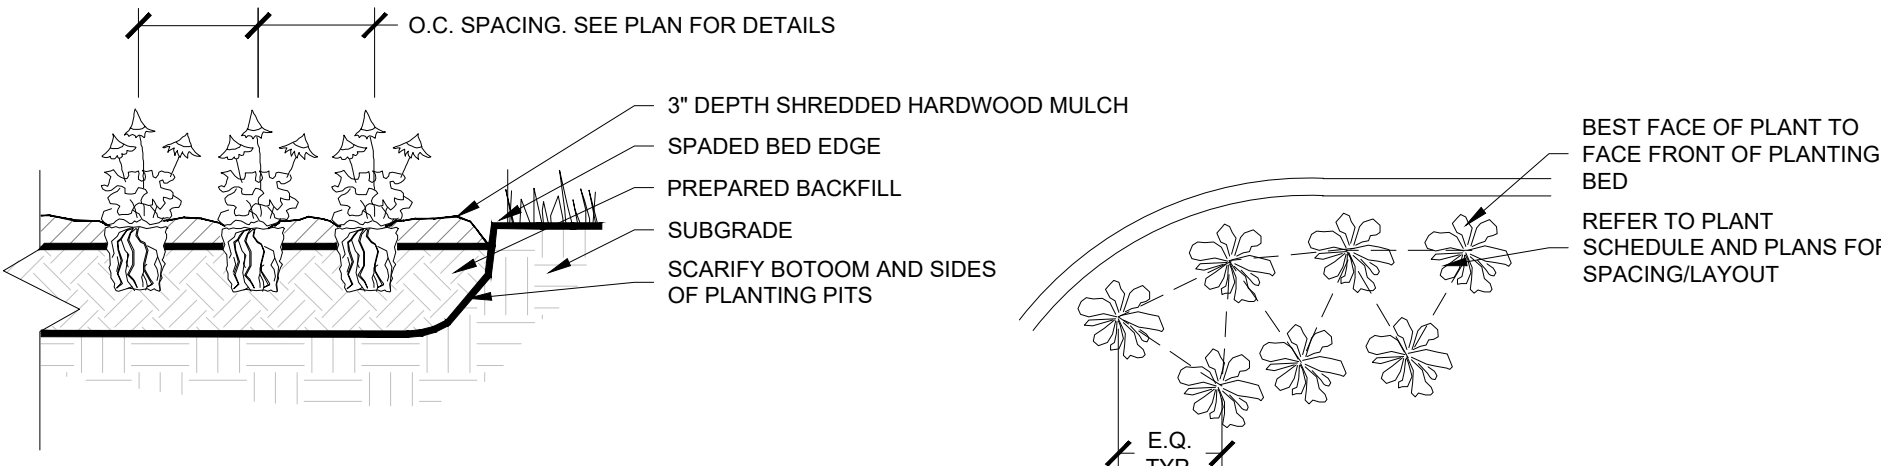 O.C. SPACING. SEE PLAN FOR DETAILS
3" DEPTH SHREDDED HARDWOOD MULCH
SPADED BED EDGE
PREPARED BACKFILL
SUBGRADE
SCARIFY BOTOOM AND SIDES
OF PLANTING PITS
BEST FACE OF PLANT TO
FACE FRONT OF PLANTING
BED
REFER TO PLANT
SCHEDULE AND PLANS FOR
SPACING/LAYOUT
E.Q.
TYP